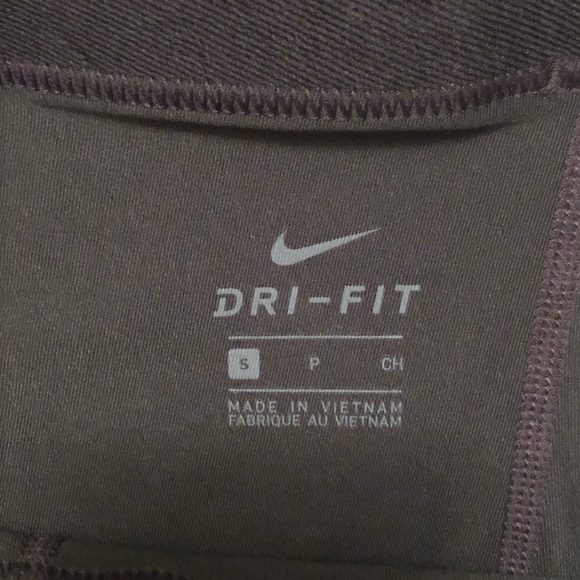 DRI-FIT
S P CH
MADE IN VIETNAM
FABRIQUE AU VIETNAM